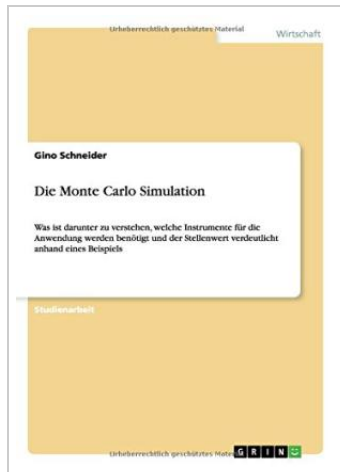 Urheberrechtlich geschütztes Material
Wirtschaft
Gino Schneider
Die Monte Carlo Simulation
Was ist darunter zu verstehen, welche Instrumente für die
Anwendung werden benötigt und der Stellenwert verdeutlicht
anhand eines Beispiels
Studienarbeit
Urheberrechtlich geschütztes Mater
GRIN